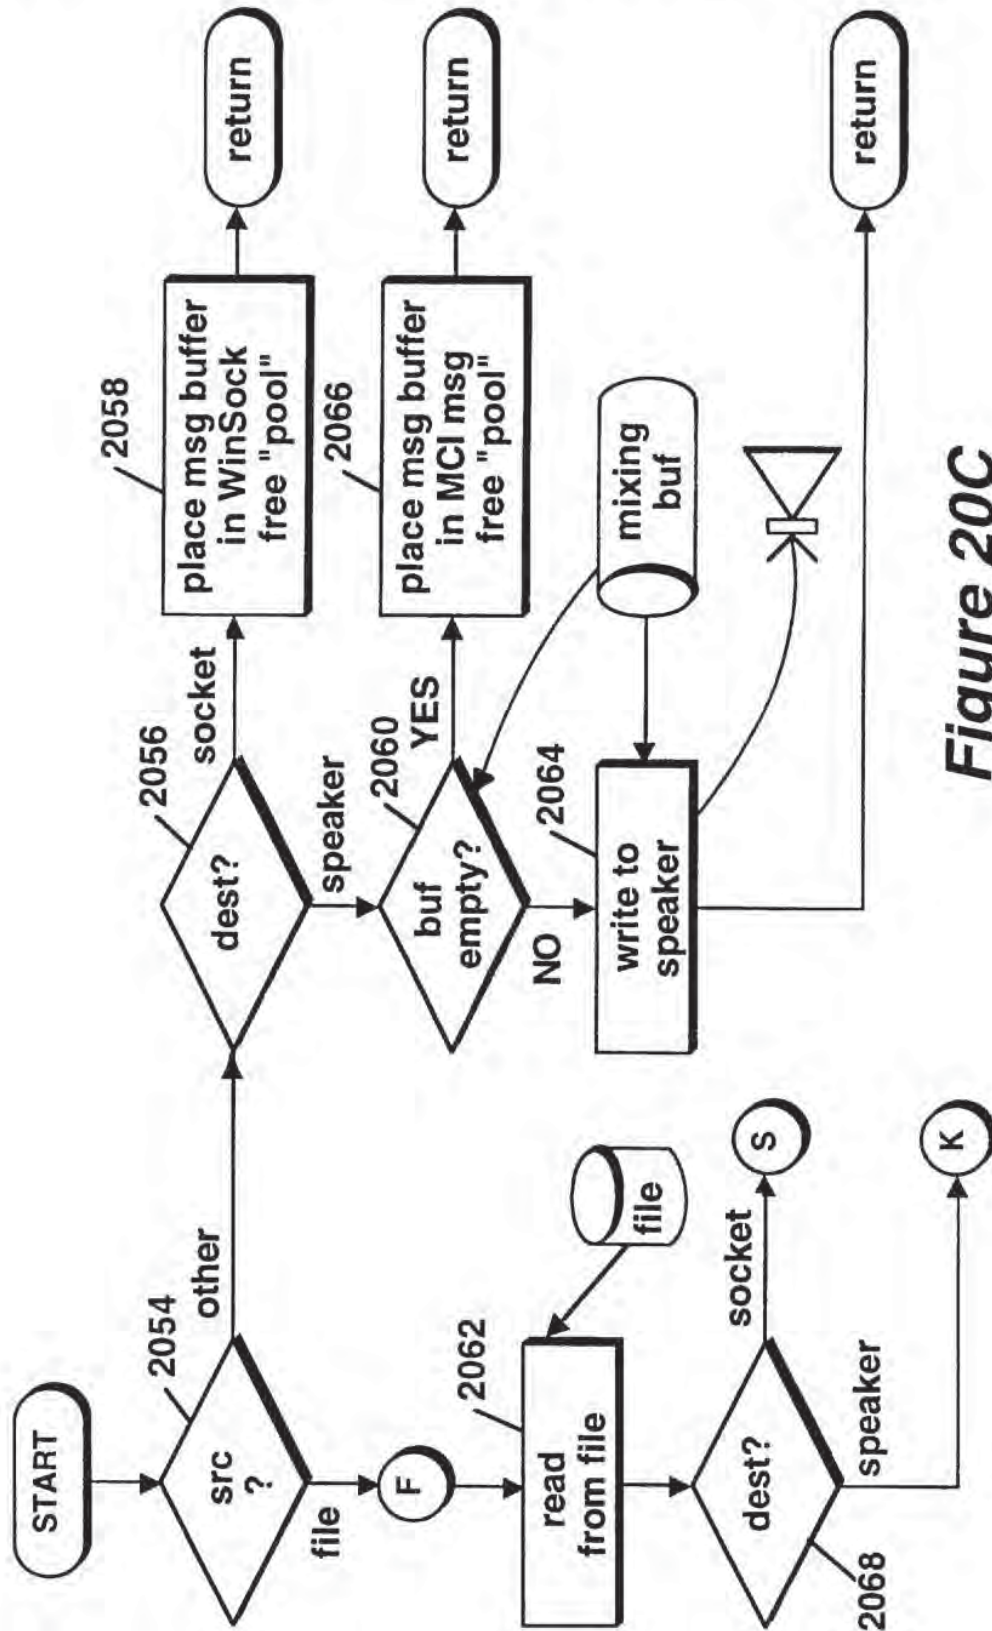 START
2054
src
?
other
file
F
2062
read
from file
file
dest?
2068
socket
S
speaker
K
2056
dest?
socket
speaker
2058
place msg buffer
in WinSock
free "pool"
return
2060
buf
empty?
YES
NO
2066
place msg buffer
in MCI msg
free "pool"
return
2064
write to
speaker
mixing
buf
return
Figure 20C